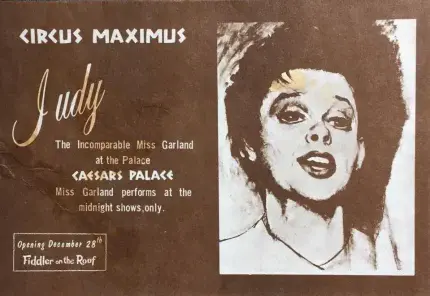 CIRCUS MAXIMUS
Judy
The Incomparable Miss Garland
at the Palace
CAESARS PALACE
Miss Garland performs at the
midnight shows,only.
Opening December 28th
Fiddler on the Roof